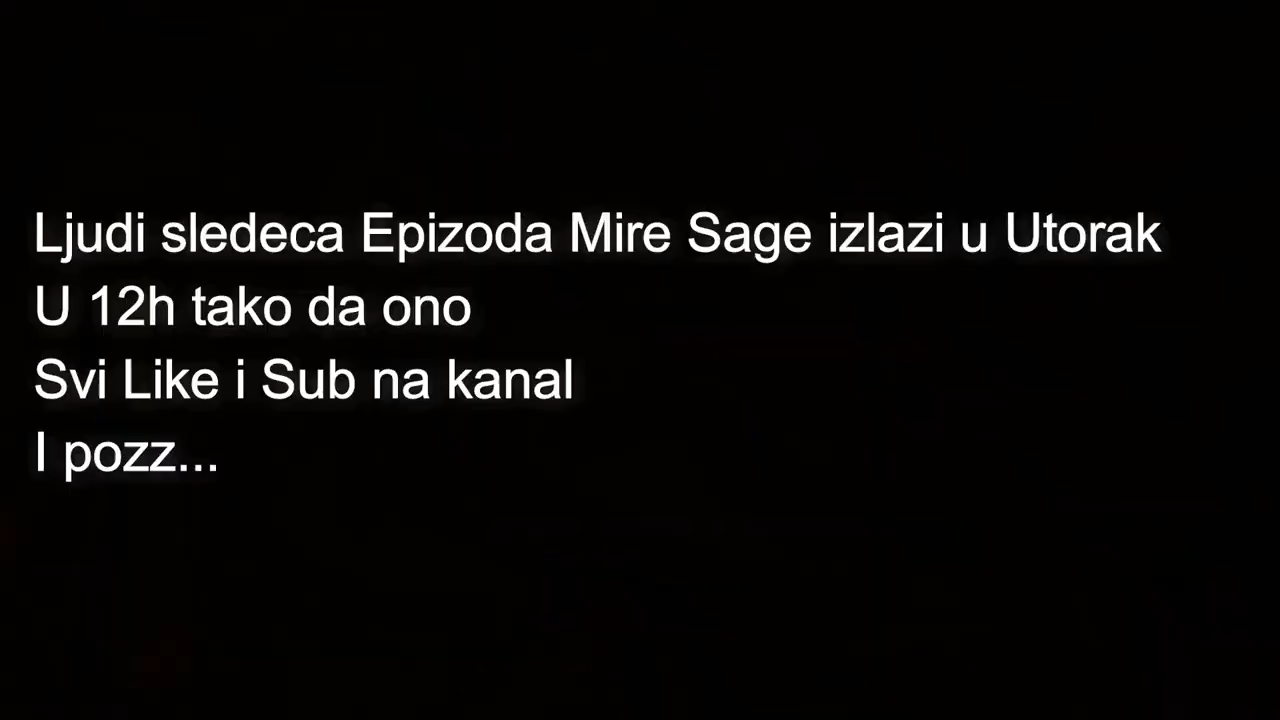 Ljudi sledeca Epizoda Mire Sage izlazi u Utorak
U 12h tako da ono
Svi Like i Sub na kanal
I pozz...